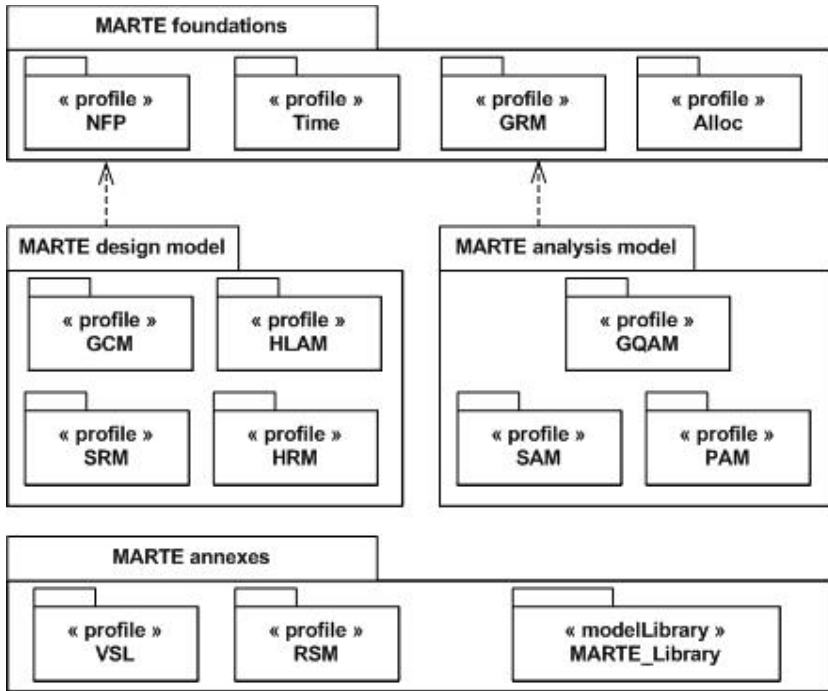 MARTE foundations
« profile » « profile » « profile » « profile »
NFP Time GRM Alloc
MARTE design model MARTE analysis model
« profile » « profile » « profile »
GCM HLAM GQAM
« profile » « profile » « profile » « profile »
SRM HRM SAM PAM
MARTE annexes
« profile » « profile » « modelLibrary »
VSL RSM MARTE_Library